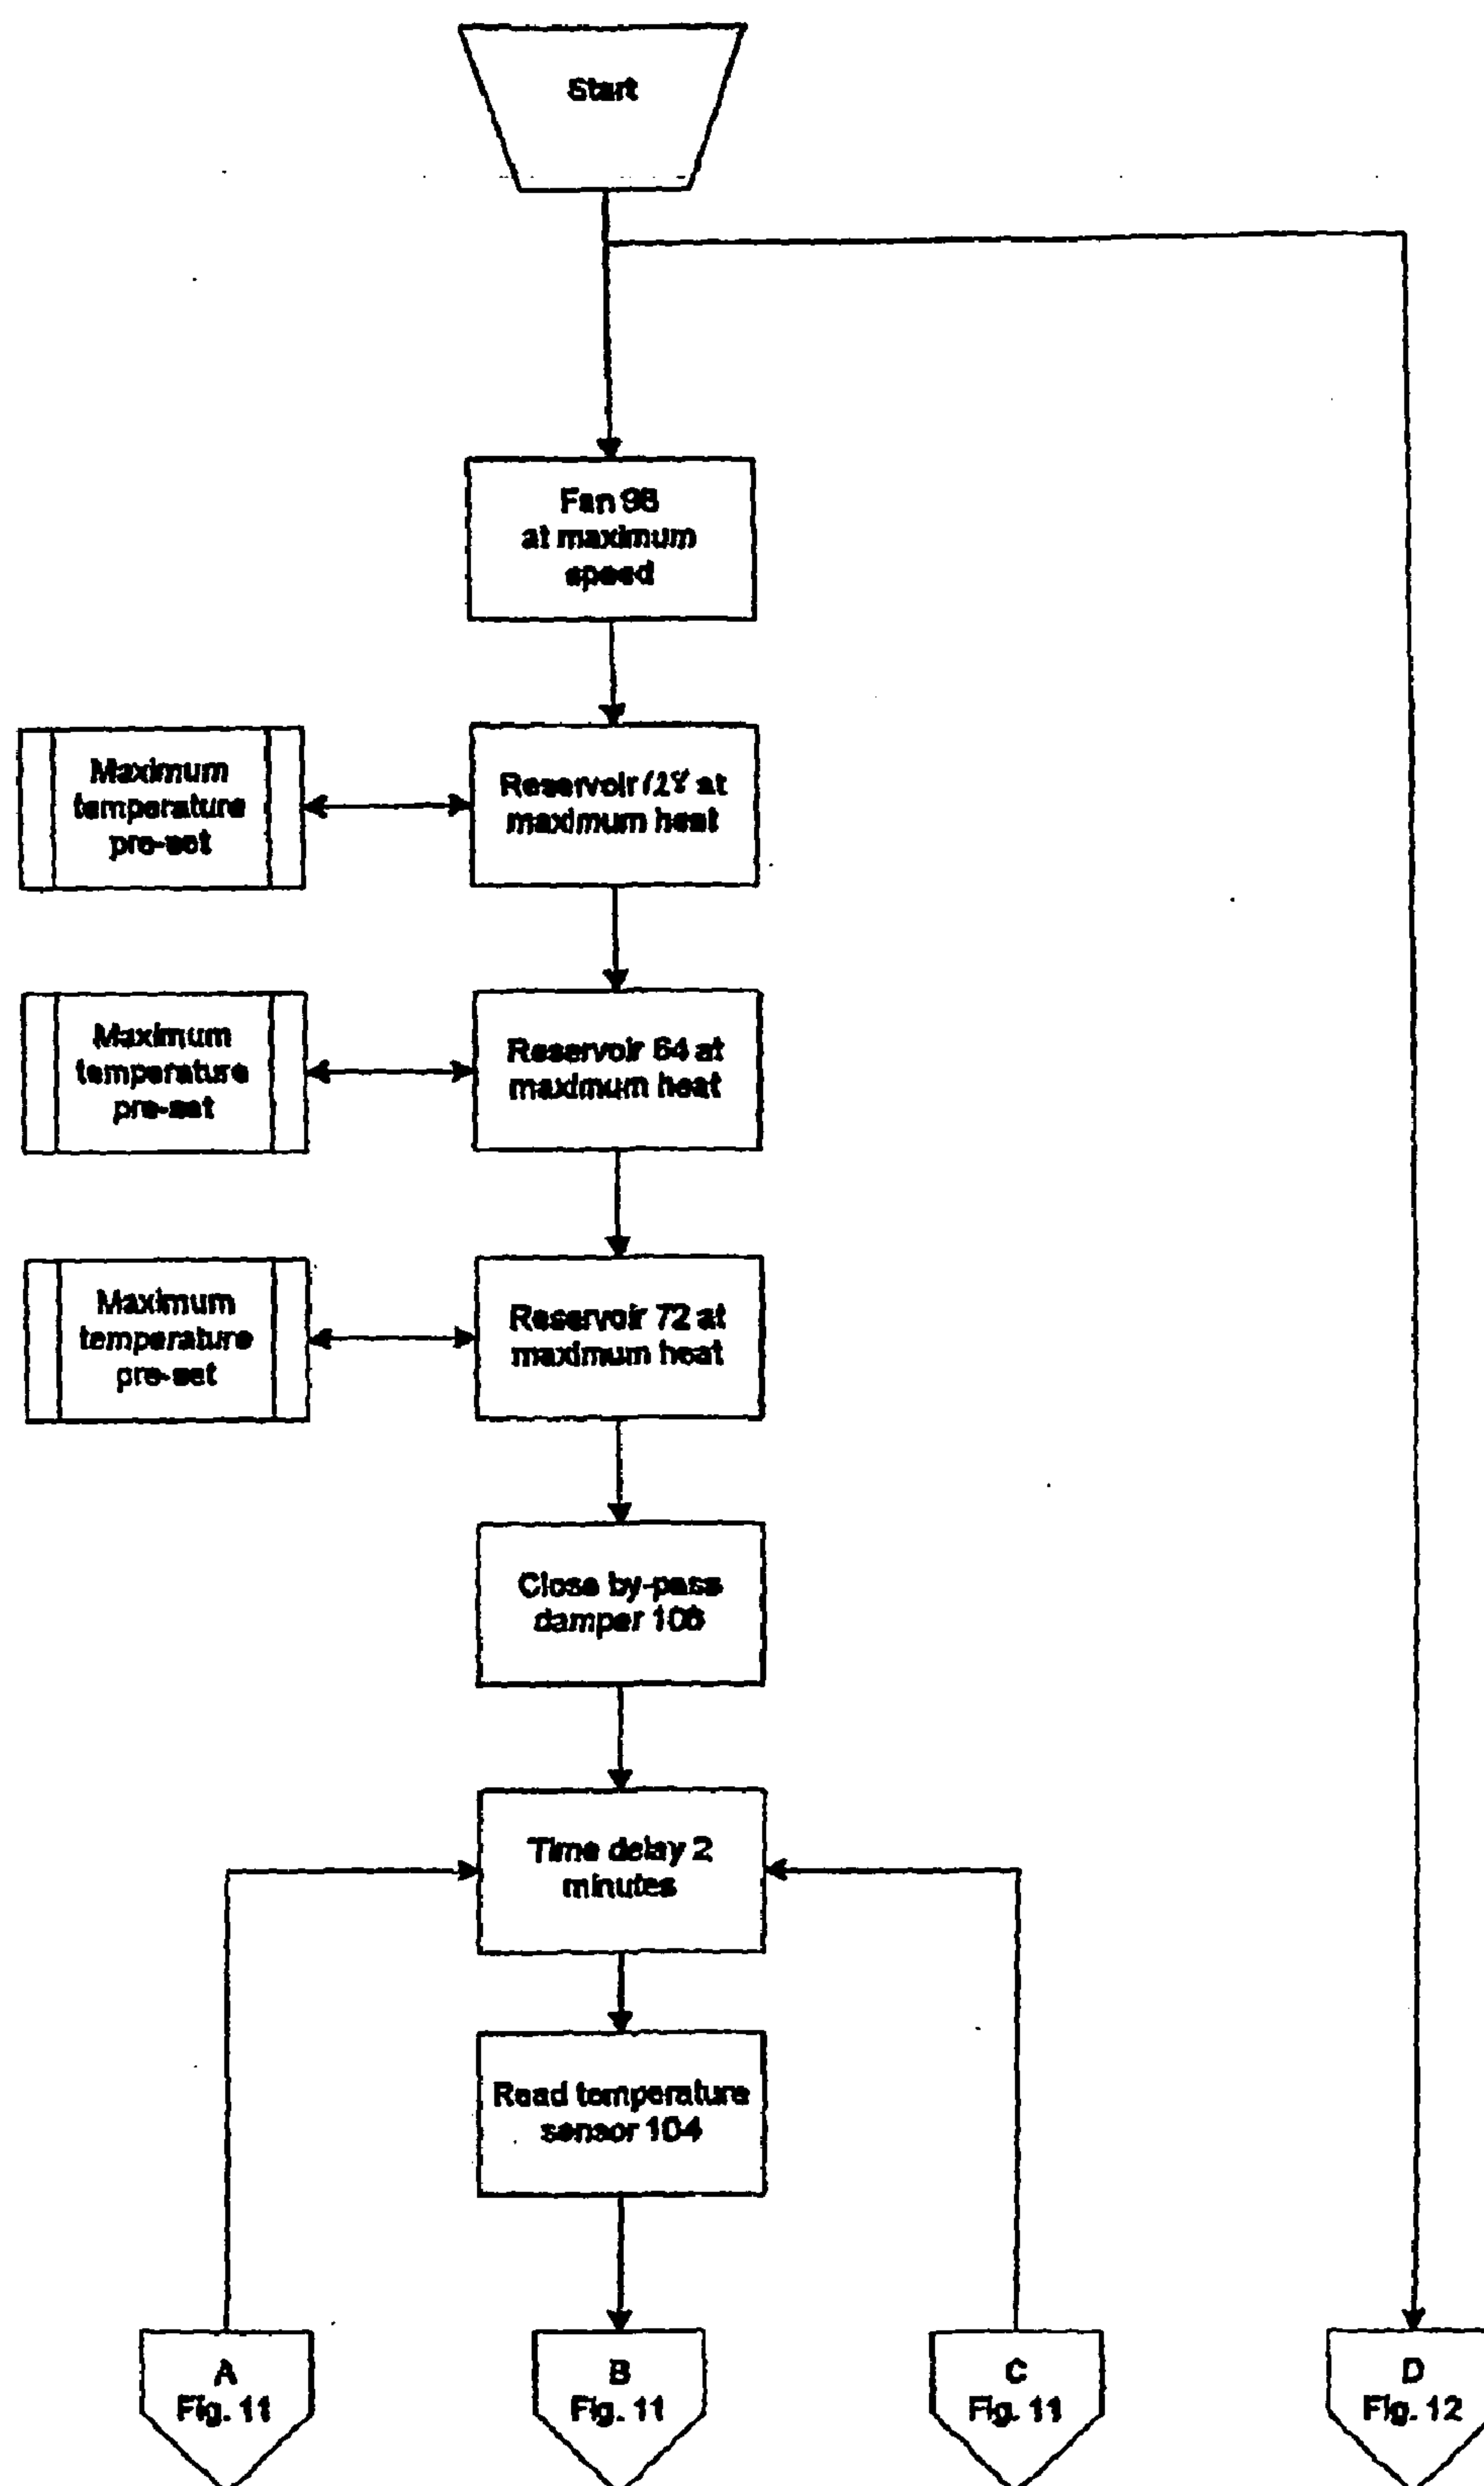 Start
Fan 98
at maximum
speed
Maximum
temperature
pre-set
Reservoir 128 at
maximum heat
Maximum
temperature
pre-set
Reservoir 64 at
maximum heat
Maximum
temperature
pre-set
Reservoir 72 at
maximum heat
Close by-pass
damper 106
Time delay 2
minutes
Read temperature
sensor 104
A
Fig. 11
B
Fig. 11
C
Fig. 11
D
Fig. 12